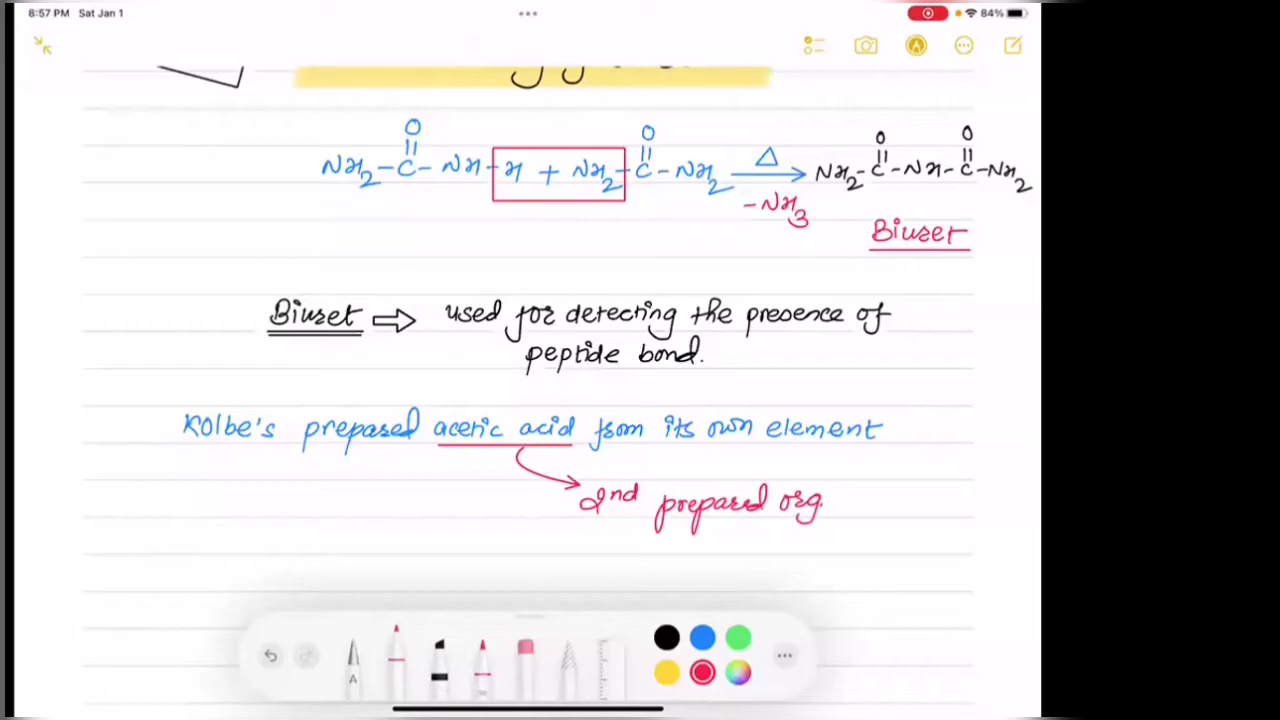 8:57 PM Sat Jan 1
84%
O O O O
NH2-C-NH-H + NH2-C-NH2 Δ NH2-C-NH-C-NH2
-NH3
Biuret
Biuret ⇒ used for detecting the presence of
peptide bond.
Kolbe's prepared acetic acid from its own element
2nd prepared org.
A
50